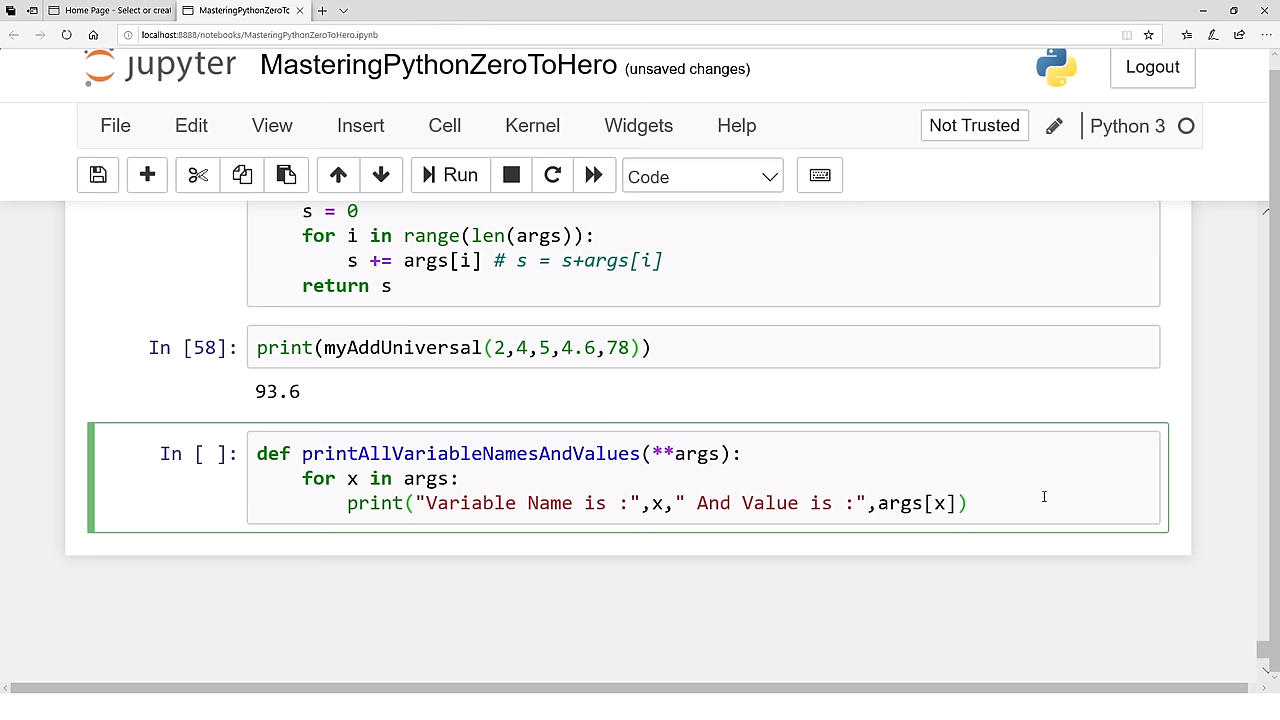 Home Page - Select or creat
MasteringPythonZeroToH
localhost:8888/notebooks/MasteringPythonZeroToHero.ipynb
jupyter MasteringPythonZeroToHero (unsaved changes)
Logout
File Edit View Insert Cell Kernel Widgets Help
Not Trusted
Python 3
Run
Code
s = 0
for i in range(len(args)):
s += args[i] # s = s+args[i]
return s
In [58]: print(myAddUniversal(2,4,5,4.6,78))
93.6
In [ ]: def printAllVariableNamesAndValues(**args):
for x in args:
print("Variable Name is :",x," And Value is :",args[x])